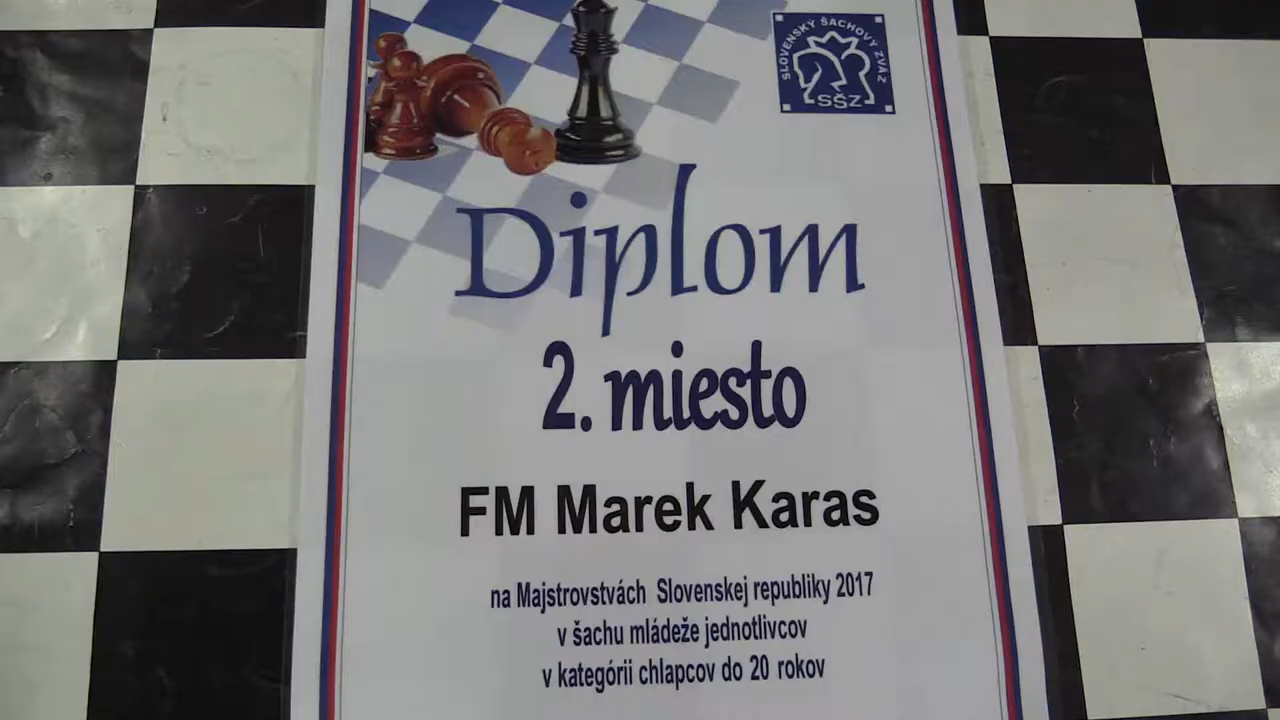 SLOVENSKÝ ŠACHOVÝ ZVÄZ
SŠZ
Diplom
2. miesto
FM Marek Karas
na Majstrovstvách Slovenskej republiky 2017
v šachu mládeže jednotlivcov
v kategórii chlapcov do 20 rokov